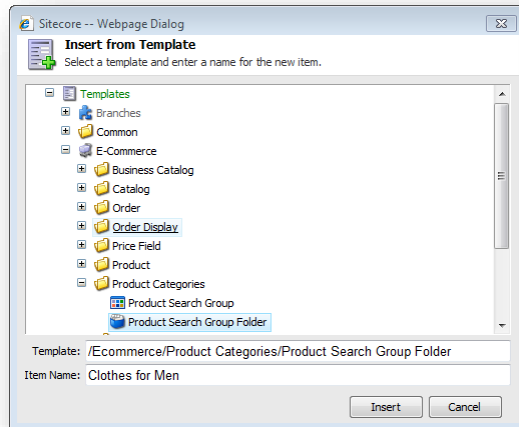 Sitecore -- Webpage Dialog
Insert from Template
Select a template and enter a name for the new item.
Templates
Branches
Common
E-Commerce
Business Catalog
Catalog
Order
Order Display
Price Field
Product
Product Categories
Product Search Group
Product Search Group Folder
Template: /Ecommerce/Product Categories/Product Search Group Folder
Item Name: Clothes for Men
Insert Cancel